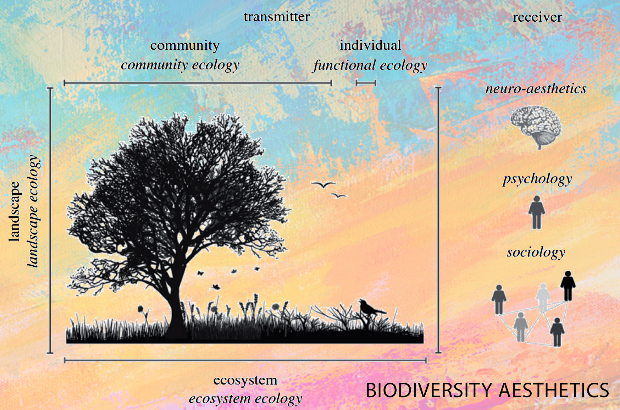 transmitter
receiver
community
community ecology
individual
functional ecology
landscape
landscape ecology
neuro-aesthetics
psychology
sociology
ecosystem
ecosystem ecology
BIODIVERSITY AESTHETICS